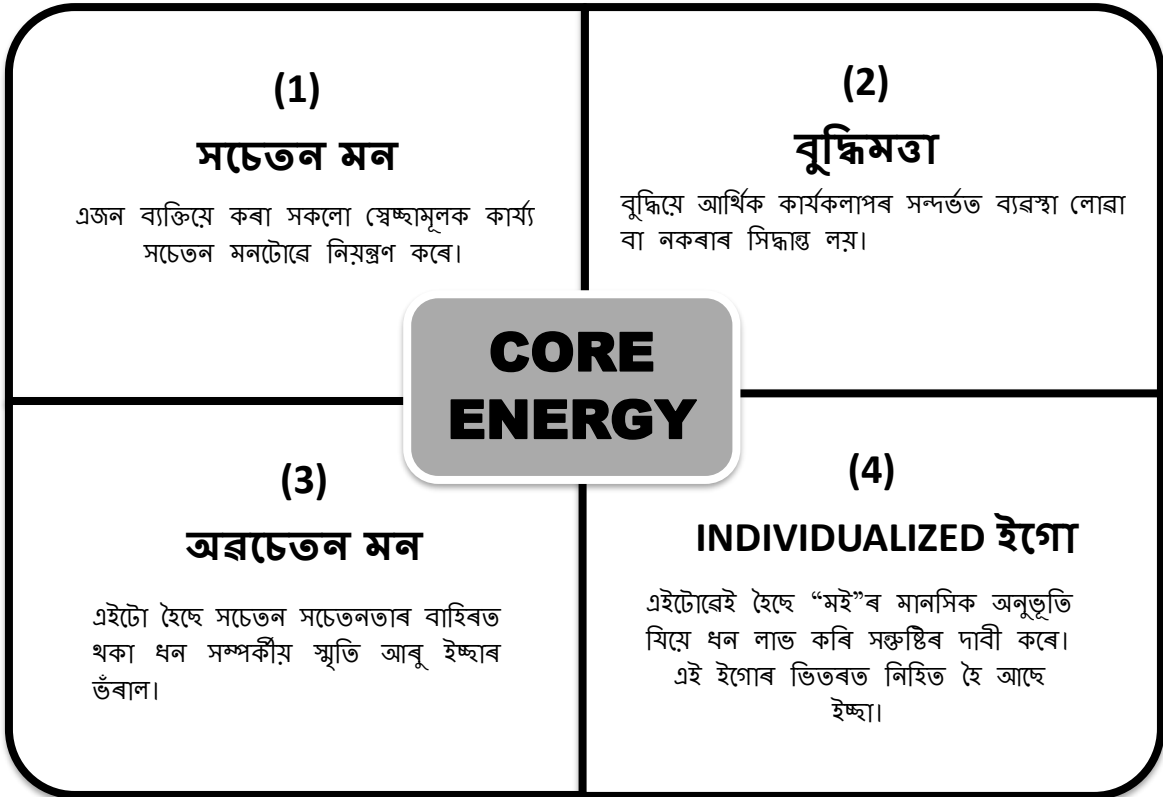 (1)
সচেতন মন
এজন ব্যক্তিয়ে কৰা সকলো স্বেচ্ছামূলক কাৰ্য্য
সচেতন মনটোৱে নিয়ন্ত্ৰণ কৰে।
(2)
বুদ্ধিমত্তা
বুদ্ধিয়ে আৰ্থিক কাৰ্যকলাপৰ সন্দৰ্ভত ব্যৱস্থা লোৱা
বা নকৰাৰ সিদ্ধান্ত লয়।
CORE
ENERGY
(3)
অৱচেতন মন
এইটো হৈছে সচেতন সচেতনতাৰ বাহিৰত
থকা ধন সম্পৰ্কীয় স্মৃতি আৰু ইচ্ছাৰ
ভঁৰাল।
(4)
INDIVIDUALIZED ইগো
এইটোৱেই হৈছে “মই”ৰ মানসিক অনুভূতি
যিয়ে ধন লাভ কৰি সন্তুষ্টিৰ দাবী কৰে।
এই ইগোৰ ভিতৰত নিহিত হৈ আছে
ইচ্ছা।